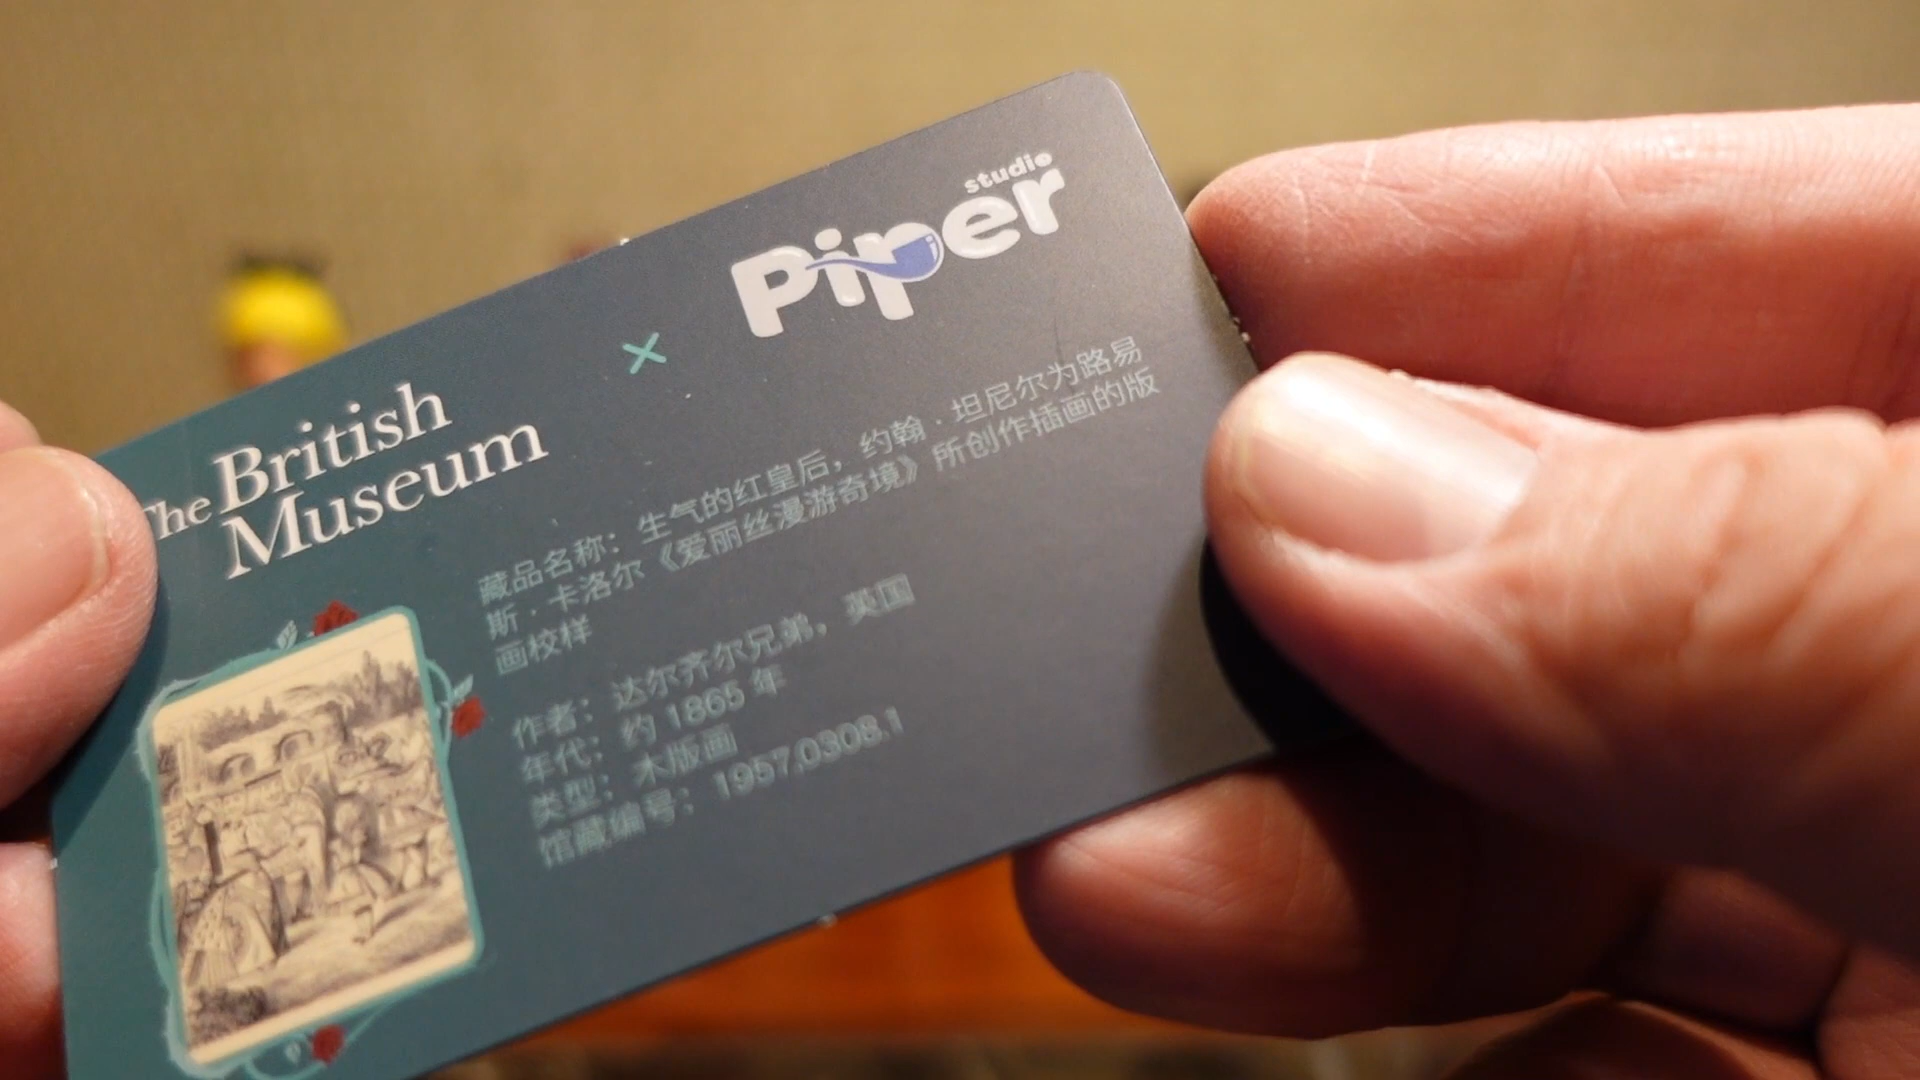 The British
Museum
×
studio
Piper
藏品名称：生气的红皇后，约翰·坦尼尔为路易
斯·卡洛尔《爱丽丝漫游奇境》所创作插画的版
画校样
作者：达尔齐尔兄弟，英国
年代：约 1865 年
类型：木版画
馆藏编号：1957,0308.1